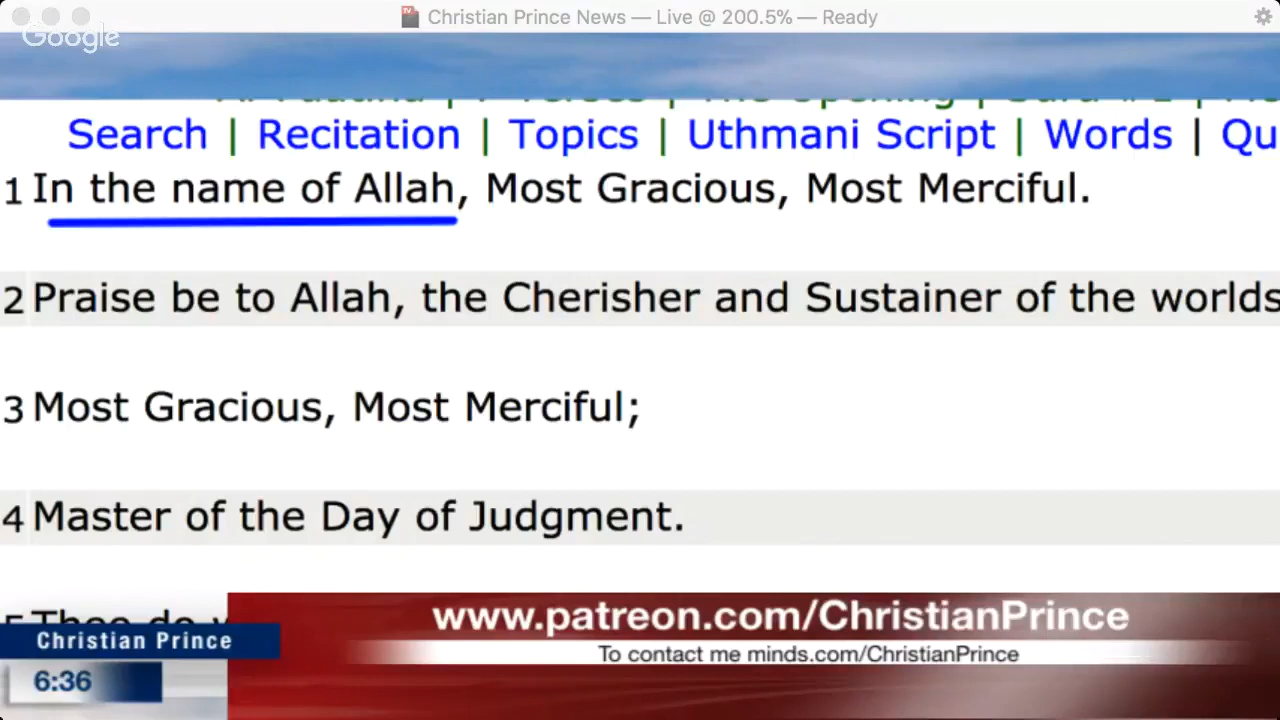 Christian Prince News — Live @ 200.5% — Ready
Google
Search | Recitation | Topics | Uthmani Script | Words | Qu
1 In the name of Allah, Most Gracious, Most Merciful.
2 Praise be to Allah, the Cherisher and Sustainer of the worlds
3 Most Gracious, Most Merciful;
4 Master of the Day of Judgment.
www.patreon.com/ChristianPrince
Christian Prince
To contact me minds.com/ChristianPrince
6:36